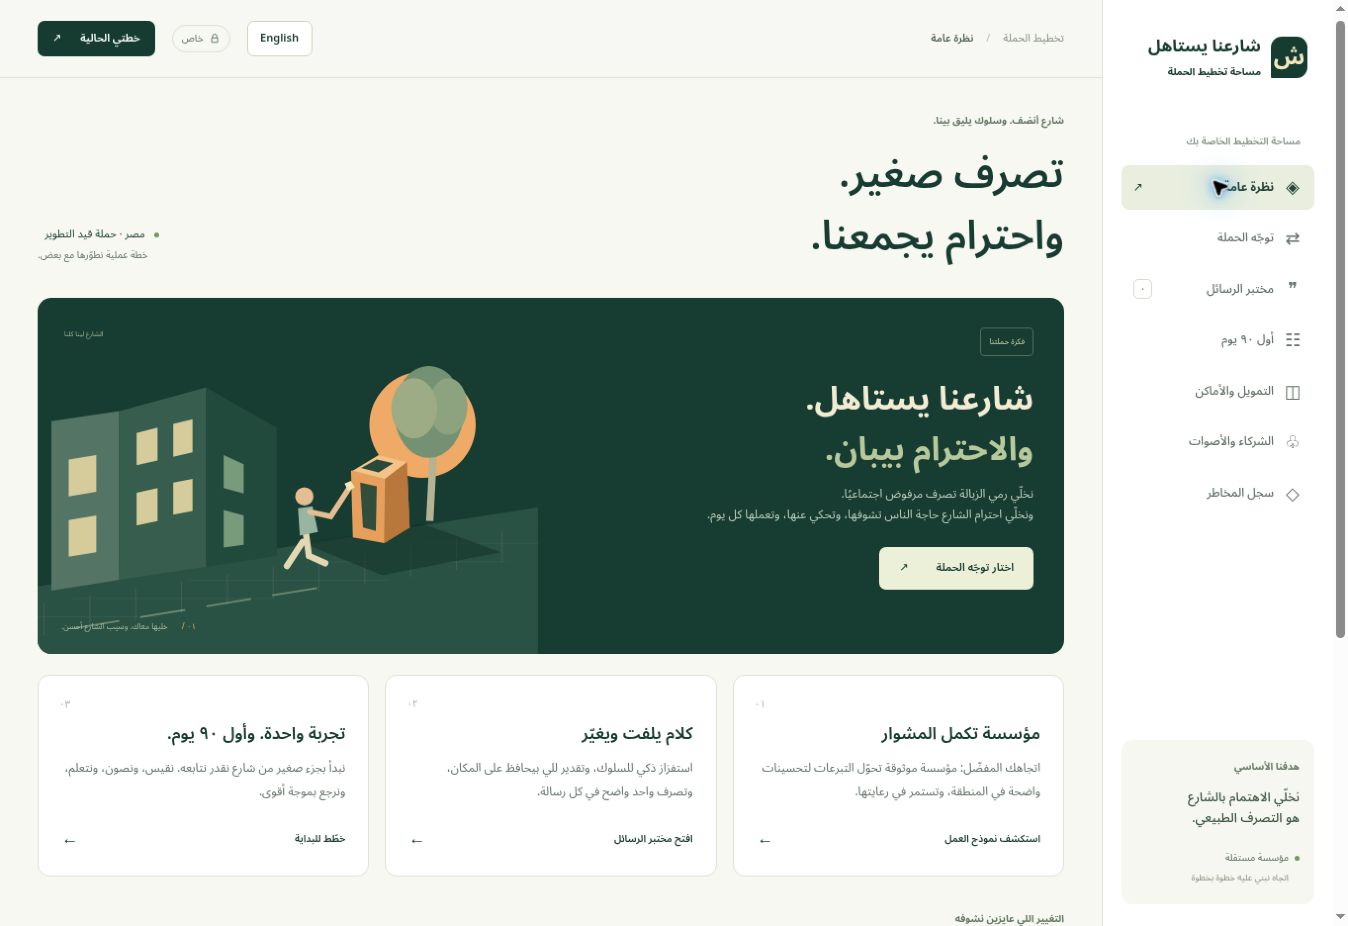 ش
شارعنا يستاهل
مساحة تخطيط الحملة
مساحة التخطيط الخاصة بك
نظرة عامة
توجّه الحملة
مختبر الرسائل
٠
أول ٩٠ يوم
التمويل والأماكن
الشركاء والأصوات
سجل المخاطر
هدفنا الأساسي
نخلّي الاهتمام بالشارع
هو التصرف الطبيعي.
مؤسسة مستقلة
اتجاه نبني عليه خطوة بخطوة
تخطيط الحملة / نظرة عامة
English
خاص
خطتي الحالية
شارع أنضف. وسلوك يليق بينا.
تصرف صغير.
واحترام يجمعنا.
مصر · حملة قيد التطوير
خطة عملية نطوّرها مع بعض.
فكرة حملتنا
الشارع لينا كلنا
شارعنا يستاهل.
والاحترام بيبان.
نخلّي رمي الزبالة تصرف مرفوض اجتماعيًا.
ونخلّي احترام الشارع حاجة الناس تشوفها، وتحكي عنها، وتعملها كل يوم.
اختار توجّه الحملة
٠١ / خليها معاك. وسيب الشارع أحسن.
٠١
مؤسسة تكمل المشوار
اتجاهك المفضّل: مؤسسة موثوقة تحوّل التبرعات لتحسينات
واضحة في المنطقة، وتستمر في رعايتها.
استكشف نموذج العمل
٠٢
كلام يلفت ويغيّر
استفزاز ذكي للسلوك، وتقدير للي بيحافظ على المكان،
وتصرف واحد واضح في كل رسالة.
افتح مختبر الرسائل
٠٣
تجربة واحدة. وأول ٩٠ يوم.
نبدأ بجزء صغير من شارع نقدر نتابعه. نقيس، ونصون، ونتعلم،
ونرجع بموجة أقوى.
خطّط للبداية
التغيير اللي عايزين نشوفه